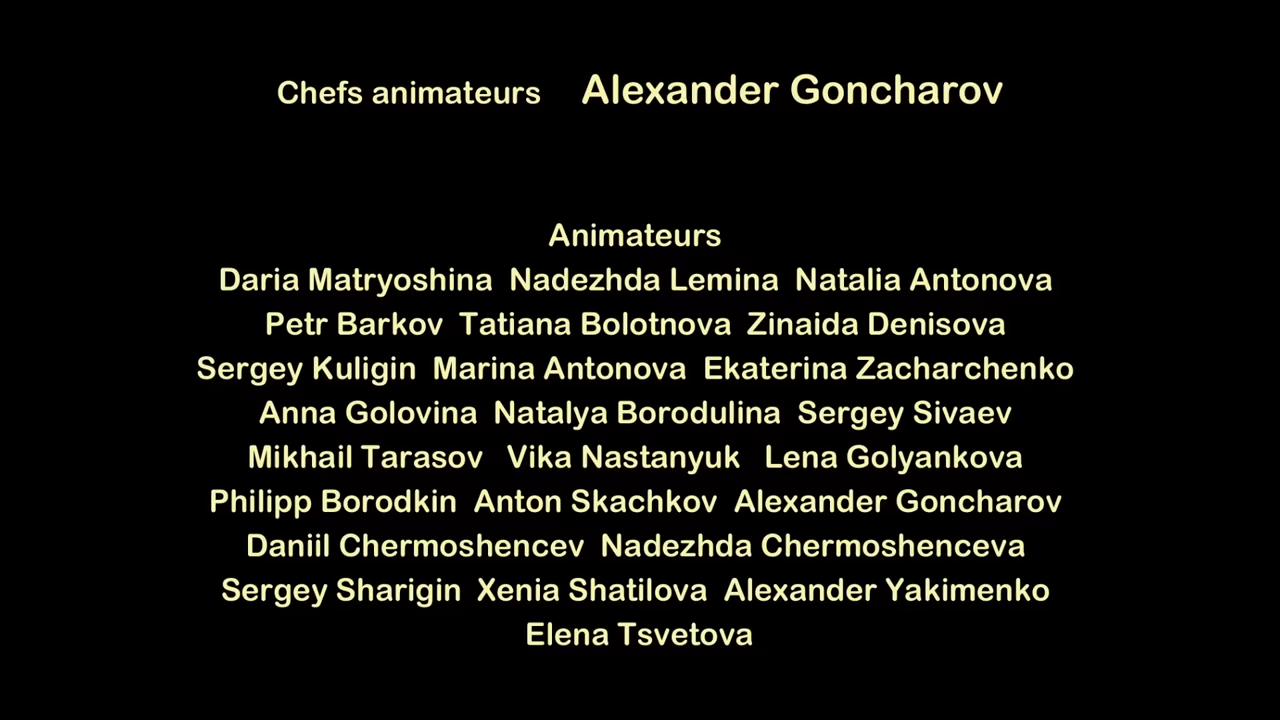 Chefs animateurs Alexander Goncharov
Animateurs
Daria Matryoshina Nadezhda Lemina Natalia Antonova
Petr Barkov Tatiana Bolotnova Zinaida Denisova
Sergey Kuligin Marina Antonova Ekaterina Zacharchenko
Anna Golovina Natalya Borodulina Sergey Sivaev
Mikhail Tarasov Vika Nastanyuk Lena Golyankova
Philipp Borodkin Anton Skachkov Alexander Goncharov
Daniil Chermoshencev Nadezhda Chermoshenceva
Sergey Sharigin Xenia Shatilova Alexander Yakimenko
Elena Tsvetova